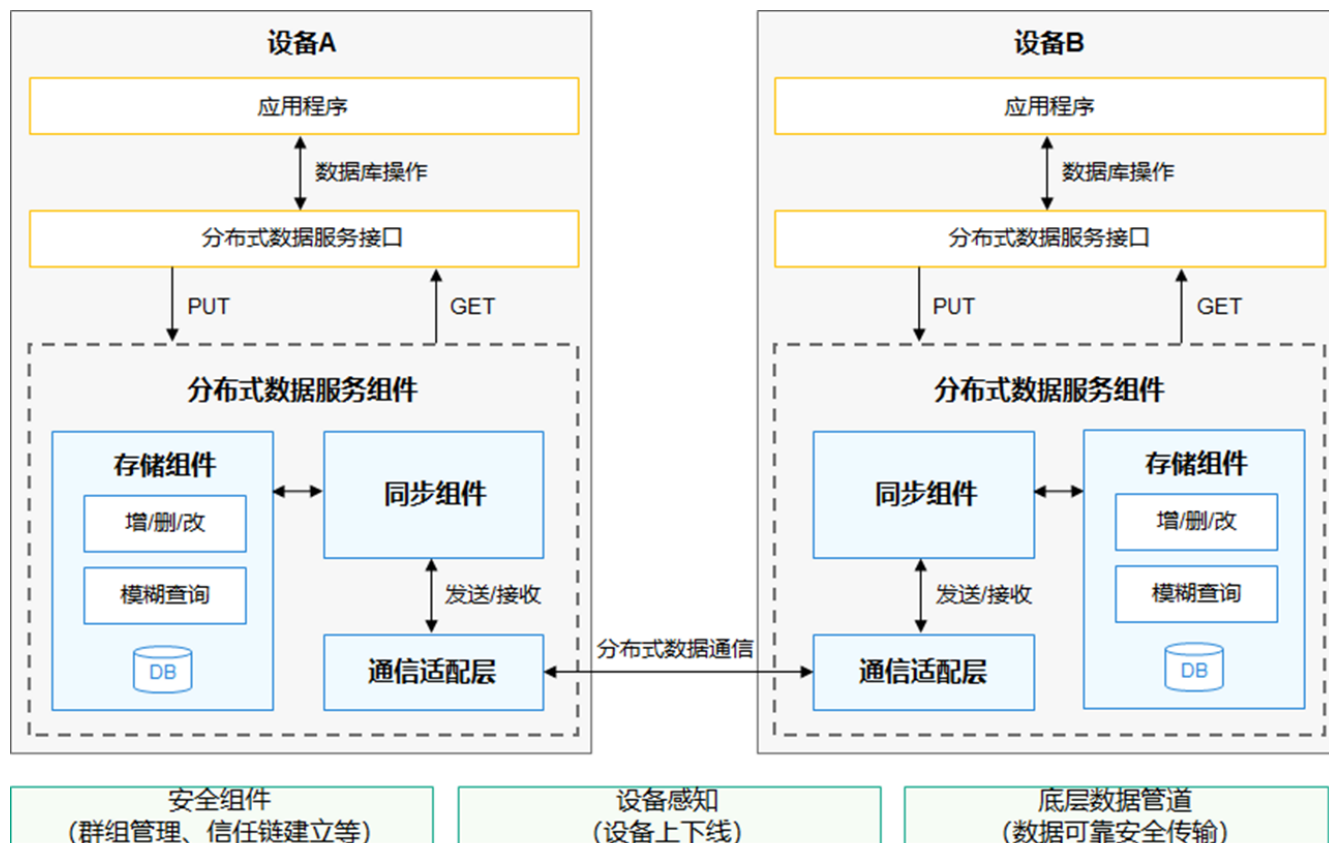 设备A
应用程序
数据库操作
分布式数据服务接口
PUT
GET
分布式数据服务组件
存储组件
增/删/改
模糊查询
DB
同步组件
发送/接收
通信适配层
分布式数据通信
设备B
应用程序
数据库操作
分布式数据服务接口
PUT
GET
分布式数据服务组件
同步组件
发送/接收
通信适配层
存储组件
增/删/改
模糊查询
DB
安全组件
（群组管理、信任链建立等）
设备感知
（设备上下线）
底层数据管道
（数据可靠安全传输）